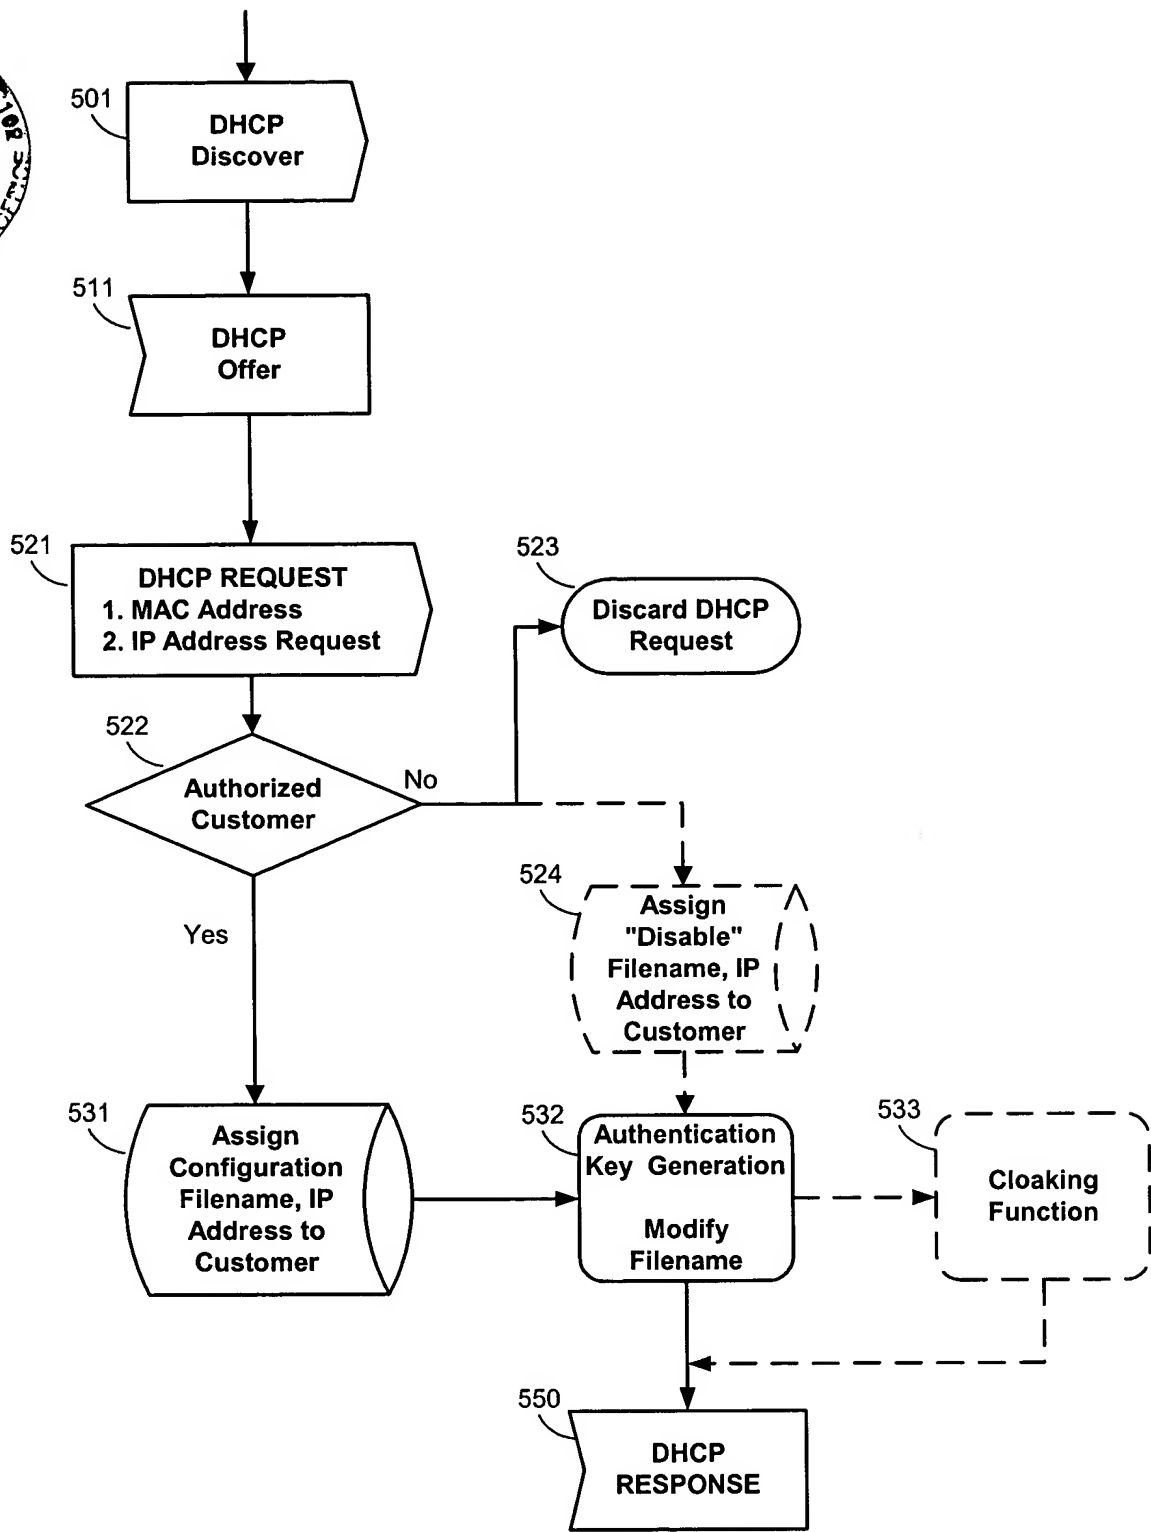 501
DHCP
Discover
511
DHCP
Offer
521
DHCP REQUEST
1. MAC Address
2. IP Address Request
523
Discard DHCP
Request
522
Authorized
Customer
No
Yes
524
Assign
"Disable"
Filename, IP
Address to
Customer
531
Assign
Configuration
Filename, IP
Address to
Customer
532
Authentication
Key Generation
Modify
Filename
533
Cloaking
Function
550
DHCP
RESPONSE